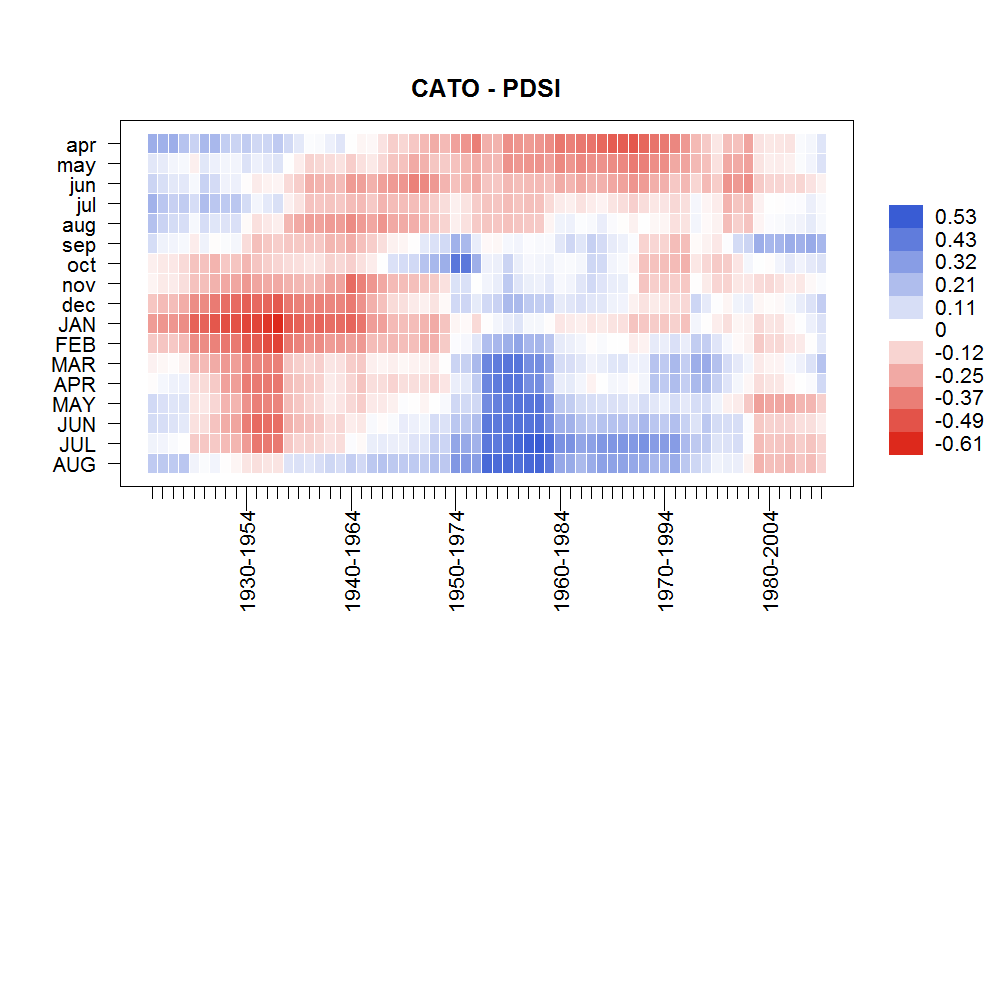 CATO - PDSI
apr
may
jun
jul
aug
sep
oct
nov
dec
JAN
FEB
MAR
APR
MAY
JUN
JUL
AUG
1930-1954
1940-1964
1950-1974
1960-1984
1970-1994
1980-2004
0.53
0.43
0.32
0.21
0.11
0
-0.12
-0.25
-0.37
-0.49
-0.61